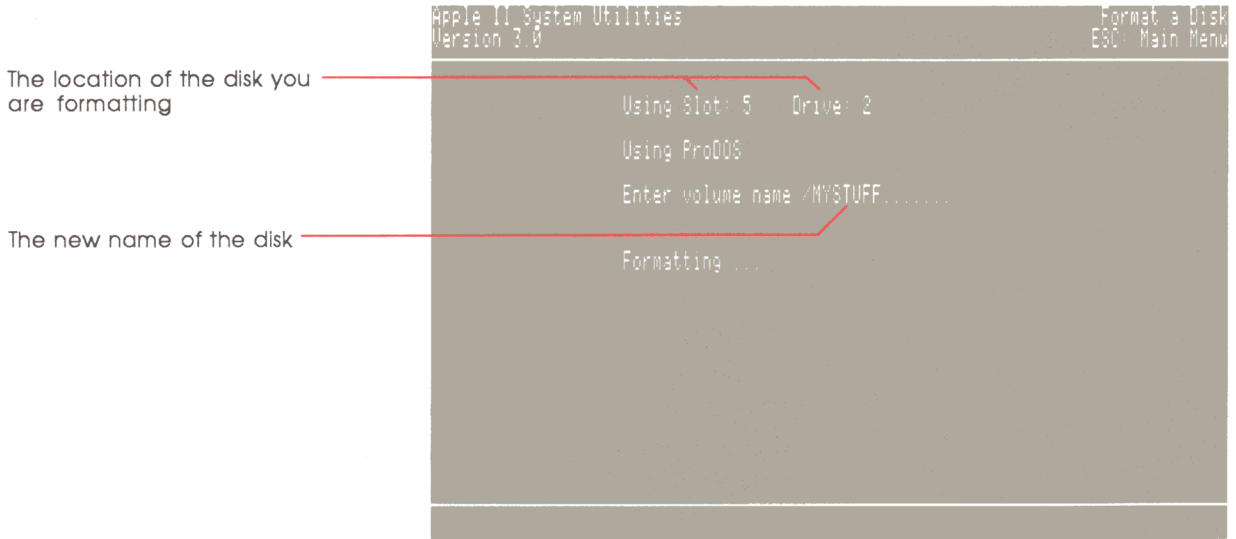 Apple II System Utilities
Version 3.0
Format a Disk
ESC: Main Menu
The location of the disk you
are formatting
Using Slot: 5 Drive: 2
Using ProDOS
Enter volume name /MYSTUFF.......
The new name of the disk
Formatting ...